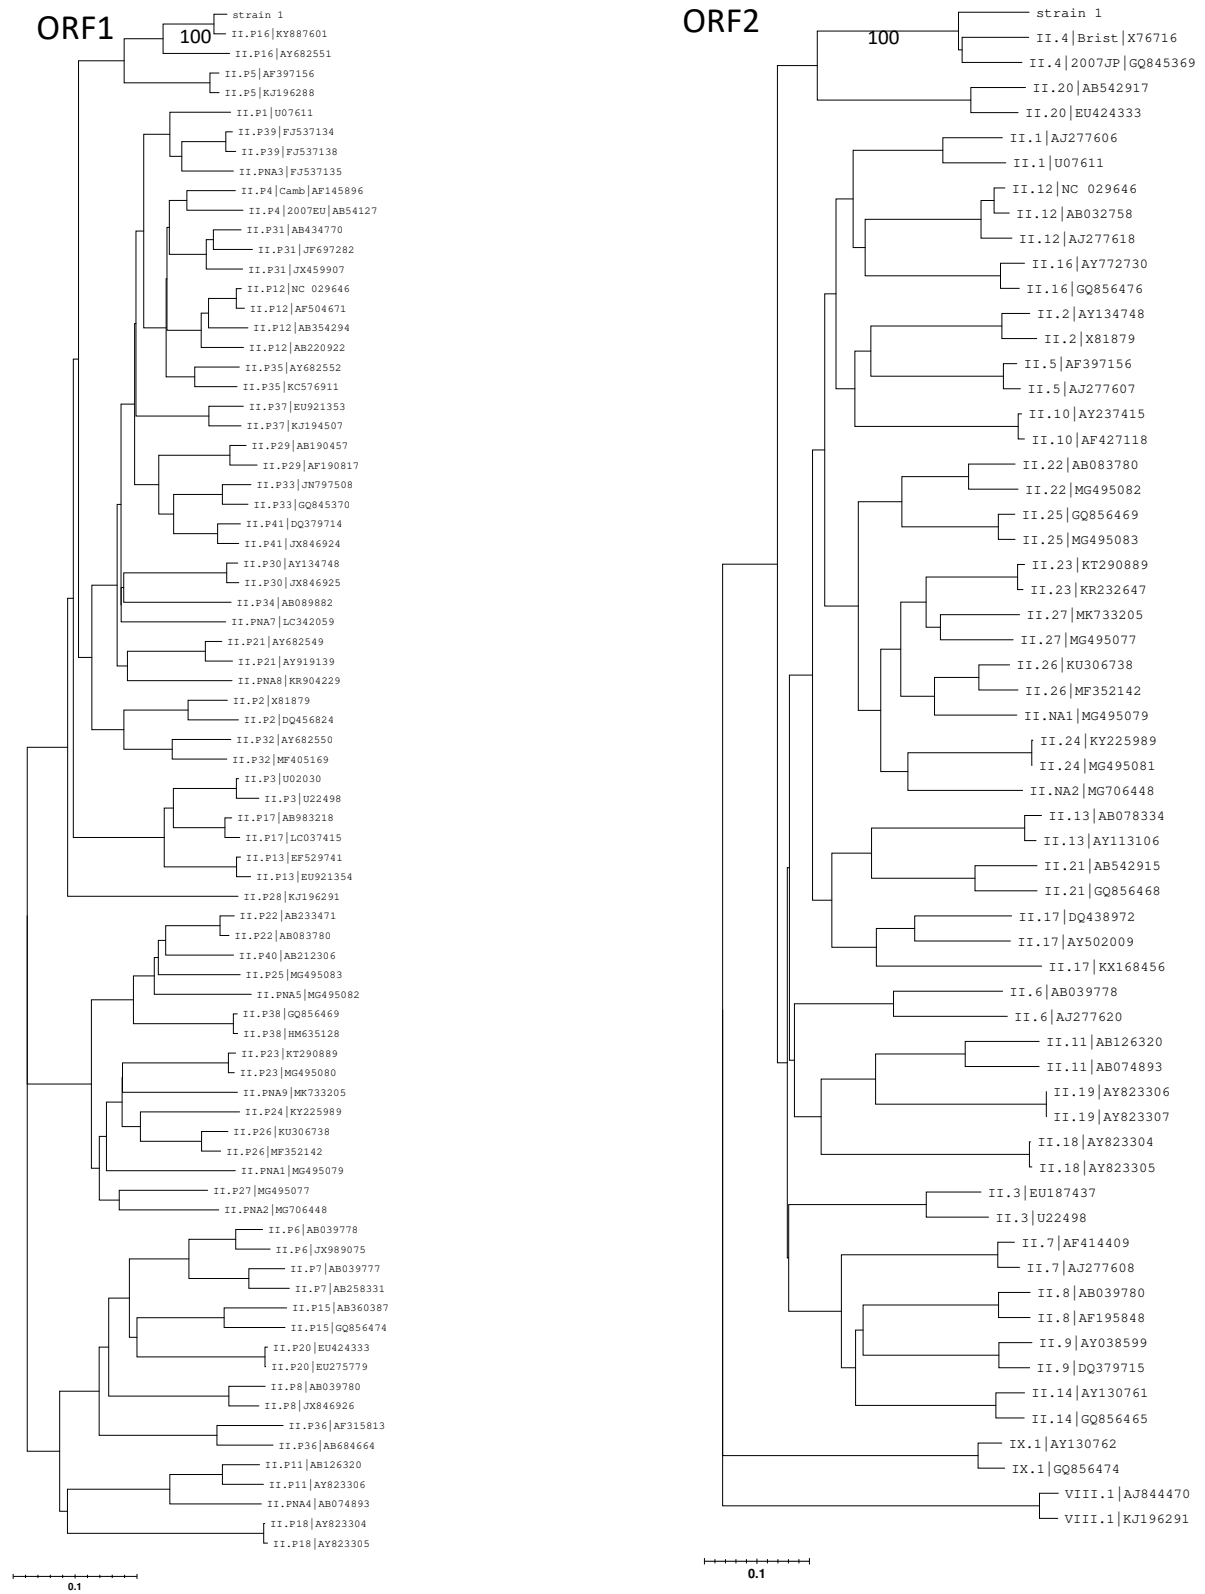 ORF1
strain 1
100
II.P16|KY887601
II.P16|AY682551
II.P5|AF397156
II.P5|KJ196288
II.P1|U07611
II.P39|FJ537134
II.P39|FJ537138
II.PNA3|FJ537135
II.P4|Camb|AF145896
II.P4|2007EU|AB54127
II.P31|AB434770
II.P31|JF697282
II.P31|JX459907
II.P12|NC 029646
II.P12|AF504671
II.P12|AB354294
II.P12|AB220922
II.P35|AY682552
II.P35|KC576911
II.P37|EU921353
II.P37|KJ194507
II.P29|AB190457
II.P29|AF190817
II.P33|JN797508
II.P33|GQ845370
II.P41|DQ379714
II.P41|JX846924
II.P30|AY134748
II.P30|JX846925
II.P34|AB089882
II.PNA7|LC342059
II.P21|AY682549
II.P21|AY919139
II.PNA8|KR904229
II.P2|X81879
II.P2|DQ456824
II.P32|AY682550
II.P32|MF405169
II.P3|U02030
II.P3|U22498
II.P17|AB983218
II.P17|LC037415
II.P13|EF529741
II.P13|EU921354
II.P28|KJ196291
II.P22|AB233471
II.P22|AB083780
II.P40|AB212306
II.P25|MG495083
II.PNA5|MG495082
II.P38|GQ856469
II.P38|HM635128
II.P23|KT290889
II.P23|MG495080
II.PNA9|MK733205
II.P24|KY225989
II.P26|KU306738
II.P26|MF352142
II.PNA1|MG495079
II.P27|MG495077
II.PNA2|MG706448
II.P6|AB039778
II.P6|JX989075
II.P7|AB039777
II.P7|AB258331
II.P15|AB360387
II.P15|GQ856474
II.P20|EU424333
II.P20|EU275779
II.P8|AB039780
II.P8|JX846926
II.P36|AF315813
II.P36|AB684664
II.P11|AB126320
II.P11|AY823306
II.PNA4|AB074893
II.P18|AY823304
II.P18|AY823305
0.1
ORF2
strain 1
100
II.4|Brist|X76716
II.4|2007JP|GQ845369
II.20|AB542917
II.20|EU424333
II.1|AJ277606
II.1|U07611
II.12|NC 029646
II.12|AB032758
II.12|AJ277618
II.16|AY772730
II.16|GQ856476
II.2|AY134748
II.2|X81879
II.5|AF397156
II.5|AJ277607
II.10|AY237415
II.10|AF427118
II.22|AB083780
II.22|MG495082
II.25|GQ856469
II.25|MG495083
II.23|KT290889
II.23|KR232647
II.27|MK733205
II.27|MG495077
II.26|KU306738
II.26|MF352142
II.NA1|MG495079
II.24|KY225989
II.24|MG495081
II.NA2|MG706448
II.13|AB078334
II.13|AY113106
II.21|AB542915
II.21|GQ856468
II.17|DQ438972
II.17|AY502009
II.17|KX168456
II.6|AB039778
II.6|AJ277620
II.11|AB126320
II.11|AB074893
II.19|AY823306
II.19|AY823307
II.18|AY823304
II.18|AY823305
II.3|EU187437
II.3|U22498
II.7|AF414409
II.7|AJ277608
II.8|AB039780
II.8|AF195848
II.9|AY038599
II.9|DQ379715
II.14|AY130761
II.14|GQ856465
IX.1|AY130762
IX.1|GQ856474
VIII.1|AJ844470
VIII.1|KJ196291
0.1